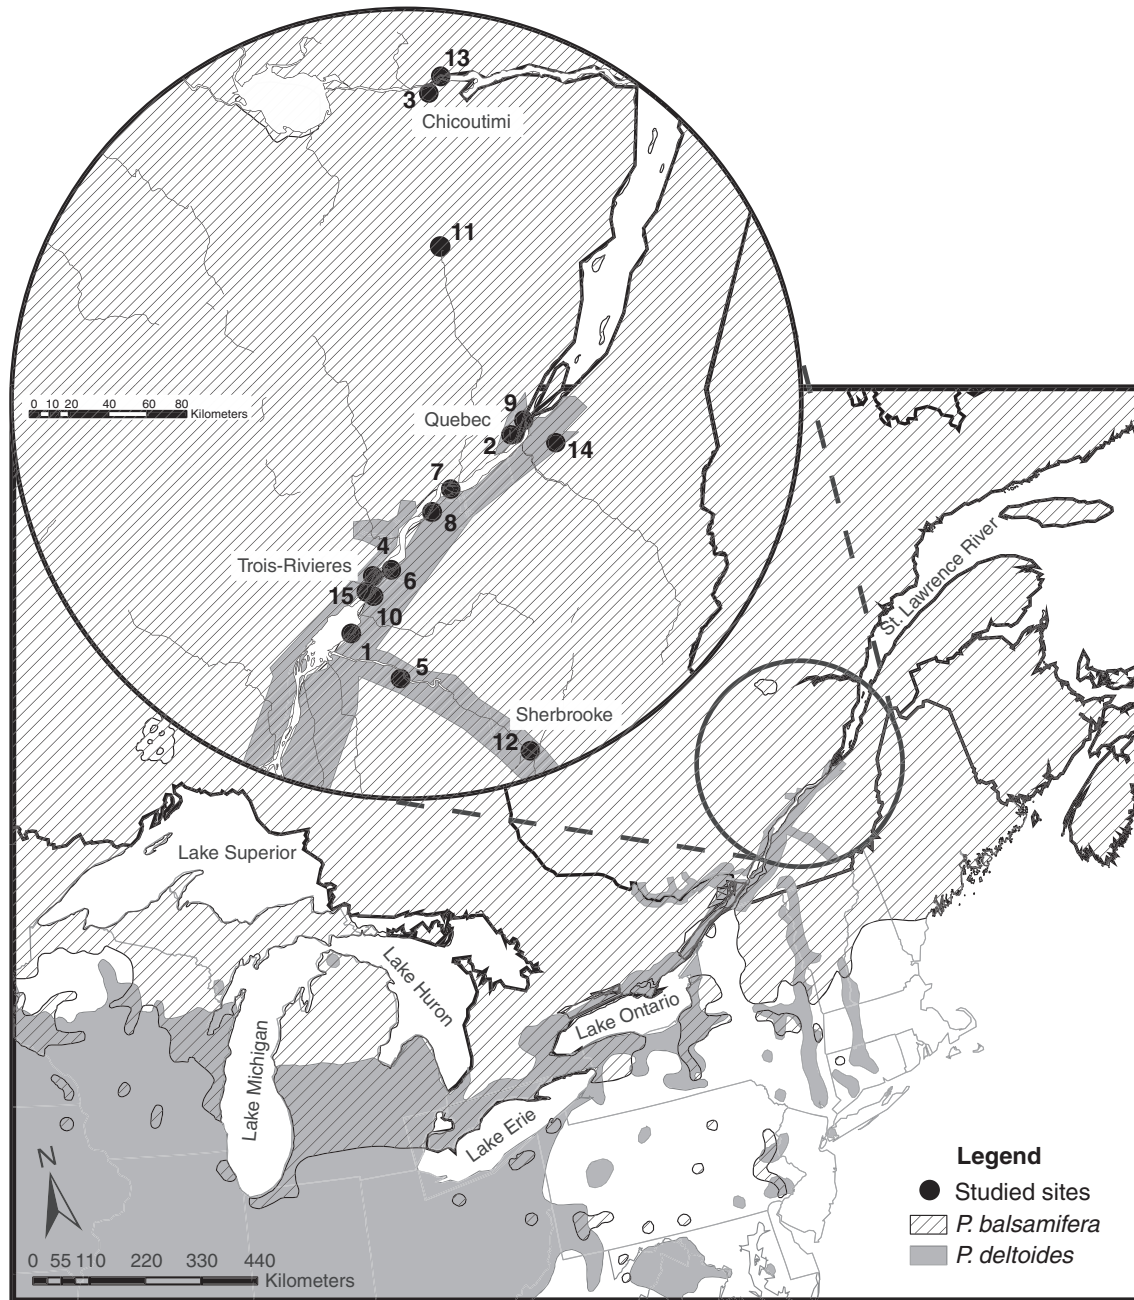 13
3
Chicoutimi
11
0 10 20 40 60 80
Kilometers
9
Quebec
2
14
7
8
4
Trois-Rivieres
6
15
10
1
5
Sherbrooke
12
St. Lawrence River
Lake Superior
Lake Huron
Lake Ontario
Lake Michigan
Lake Erie
N
0 55 110 220 330 440
Kilometers
Legend
Studied sites
P. balsamifera
P. deltoides